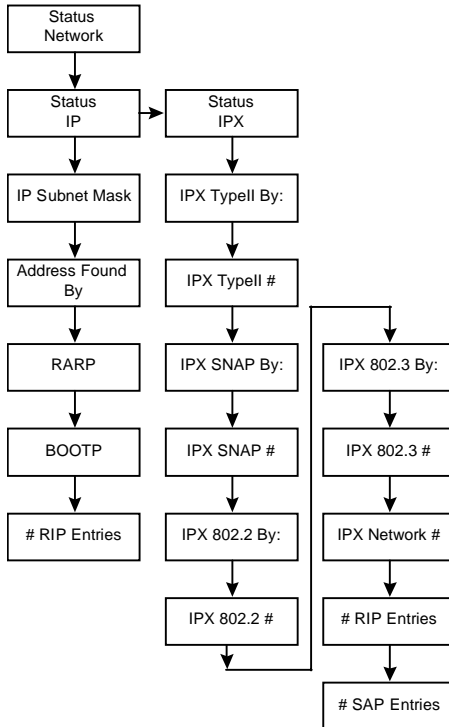 Status
Network
Status
IP
IP Subnet Mask
Address Found
By
RARP
BOOTP
# RIP Entries
Status
IPX
IPX TypeII By:
IPX TypeII #
IPX SNAP By:
IPX SNAP #
IPX 802.2 By:
IPX 802.2 #
IPX 802.3 By:
IPX 802.3 #
IPX Network #
# RIP Entries
# SAP Entries